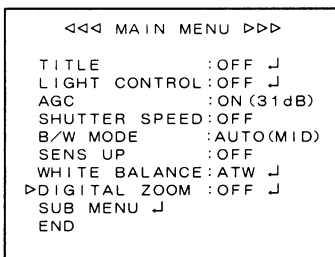 ◁◁◁ MAIN MENU ▷▷▷
TITLE :OFF ↵
LIGHT CONTROL:OFF ↵
AGC :ON(31dB)
SHUTTER SPEED:OFF
B/W MODE :AUTO(MID)
SENS UP :OFF
WHITE BALANCE:ATW ↵
▷DIGITAL ZOOM :OFF ↵
SUB MENU ↵
END